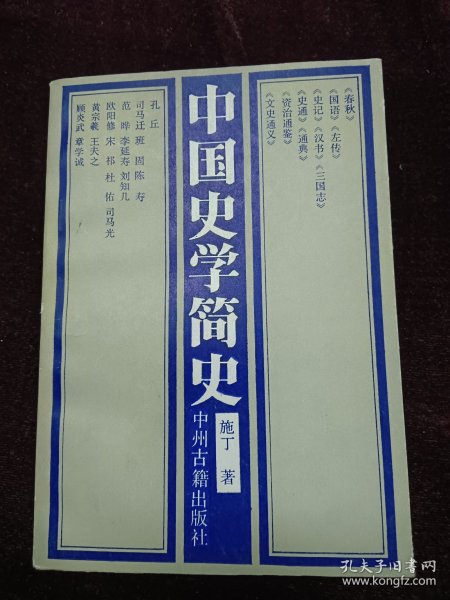 《春秋》
《国语》《左传》
《史记》《汉书》《三国志》
《史通》《通典》
《资治通鉴》
《文史通义》
中国史学简史
施丁 著
中州古籍出版社
孔丘
司马迁 班固 陈寿
范晔 李延寿 刘知几
欧阳修 宋祁 杜佑 司马光
黄宗羲 王夫之
顾炎武 章学诚
孔夫子旧书网
www.kongfz.com